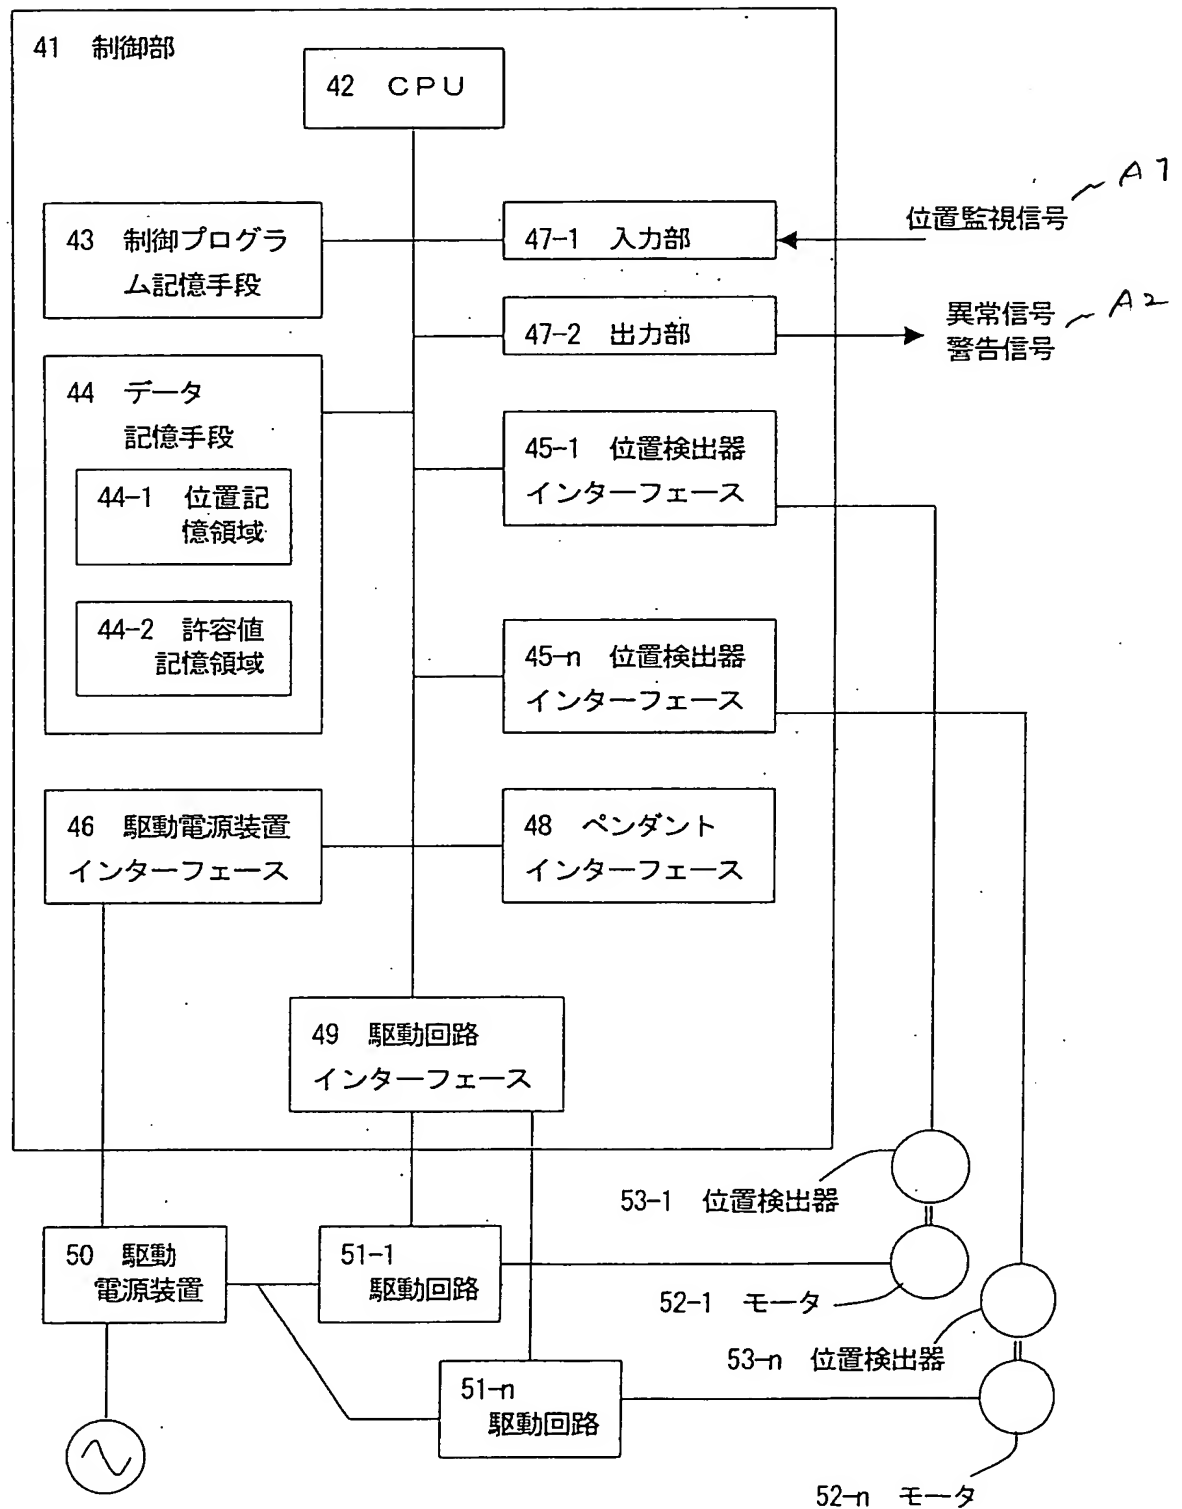 41 制御部
42 CPU
A1
位置監視信号
43 制御プログラ
ム記憶手段
47-1 入力部
47-2 出力部
A2
異常信号
警告信号
44 データ
記憶手段
44-1 位置記
憶領域
44-2 許容値
記憶領域
45-1 位置検出器
インターフェース
45-n 位置検出器
インターフェース
46 駆動電源装置
インターフェース
48 ペンダント
インターフェース
49 駆動回路
インターフェース
53-1 位置検出器
50 駆動
電源装置
51-1
駆動回路
52-1 モータ
53-n 位置検出器
51-n
駆動回路
52-n モータ